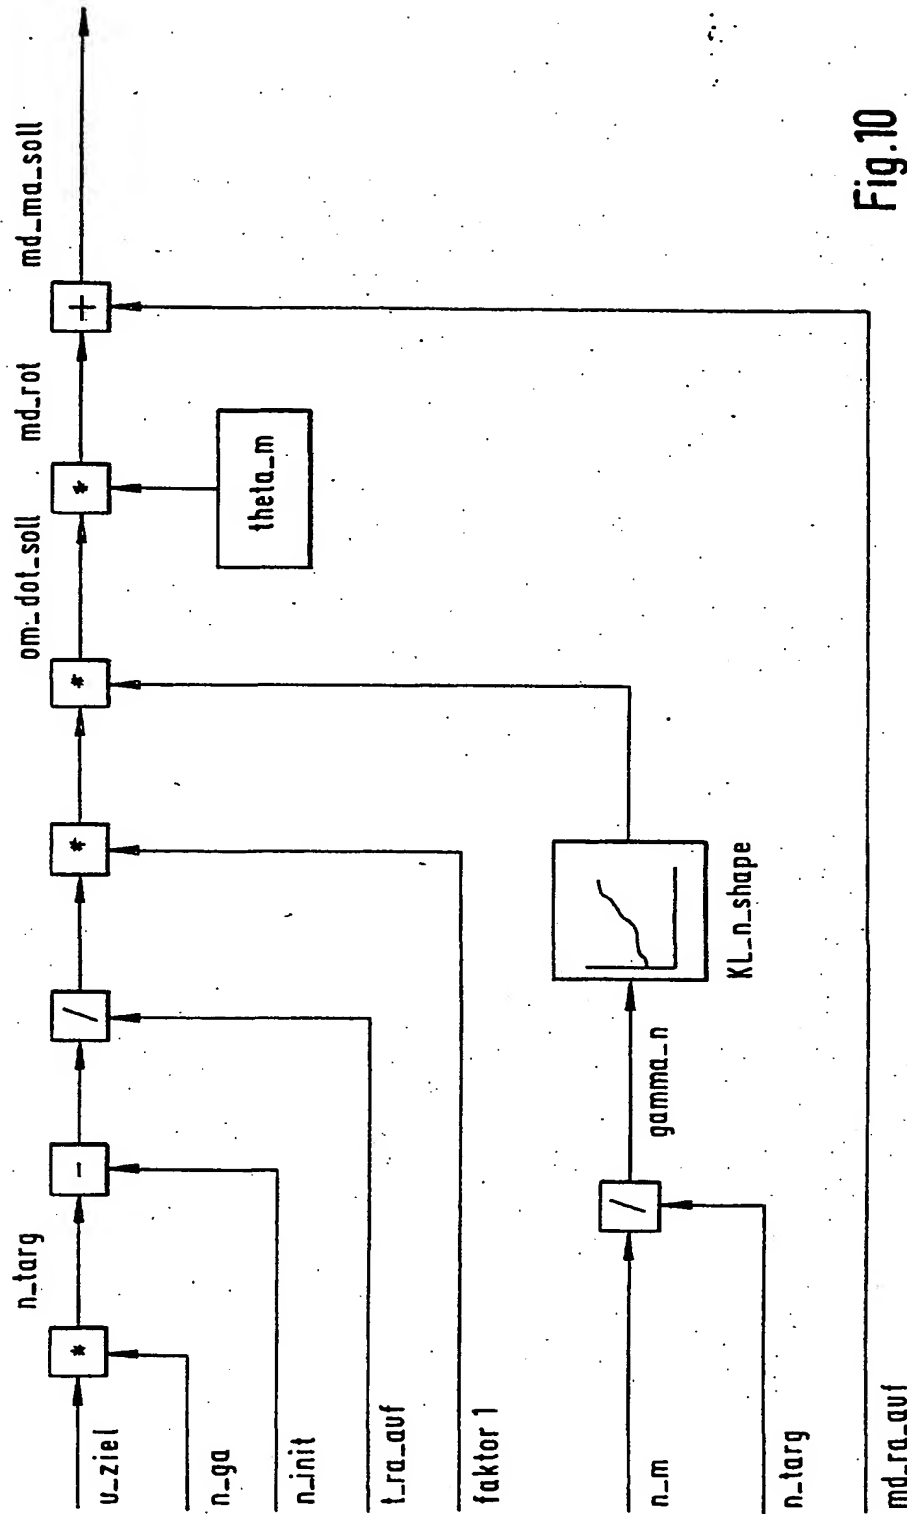 u_ziel
*
n_targ
n_ga
-
n_init
/
t_ra_auf
*
faktor 1
*
om_dot_soll
*
theta_m
md_rot
+
md_ma_soll
n_m
/
n_targ
gamma_n
KL_n_shape
md_ra_auf
Fig.10